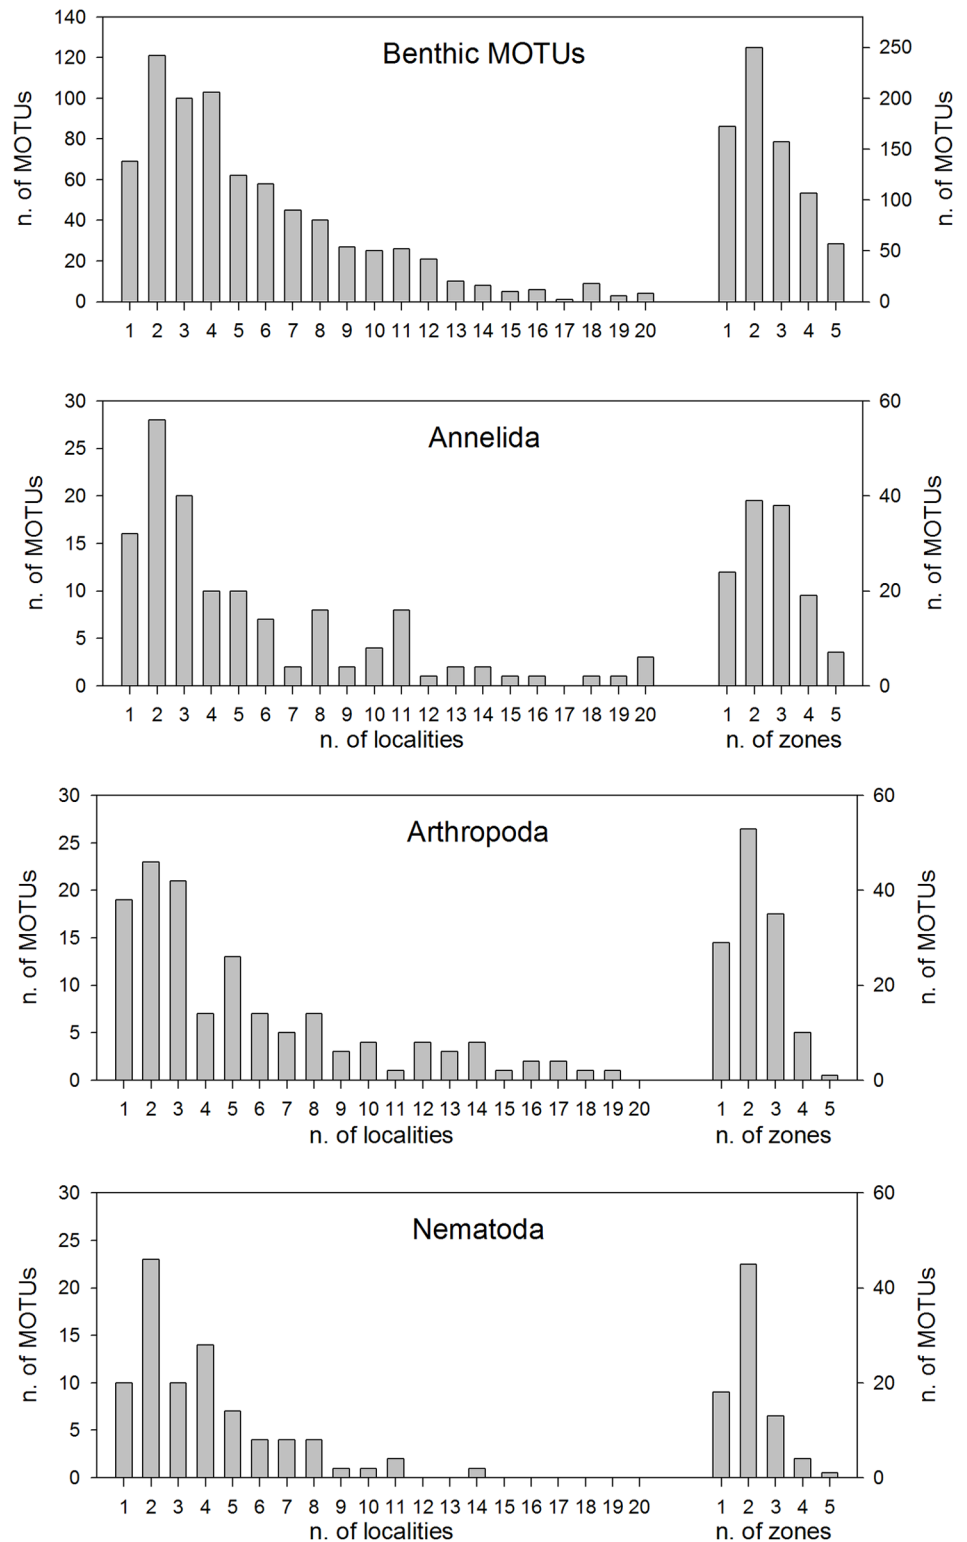 Benthic MOTUs
n. of MOTUs
140
120
100
80
60
40
20
0
250
200
150
100
50
0
n. of MOTUs
1 2 3 4 5 6 7 8 9 10 11 12 13 14 15 16 17 18 19 20 1 2 3 4 5
Annelida
n. of MOTUs
30
25
20
15
10
5
0
60
40
20
0
n. of MOTUs
1 2 3 4 5 6 7 8 9 10 11 12 13 14 15 16 17 18 19 20 1 2 3 4 5
n. of localities n. of zones
Arthropoda
n. of MOTUs
30
25
20
15
10
5
0
60
40
20
0
n. of MOTUs
1 2 3 4 5 6 7 8 9 10 11 12 13 14 15 16 17 18 19 20 1 2 3 4 5
n. of localities n. of zones
Nematoda
n. of MOTUs
30
25
20
15
10
5
0
60
40
20
0
n. of MOTUs
1 2 3 4 5 6 7 8 9 10 11 12 13 14 15 16 17 18 19 20 1 2 3 4 5
n. of localities n. of zones